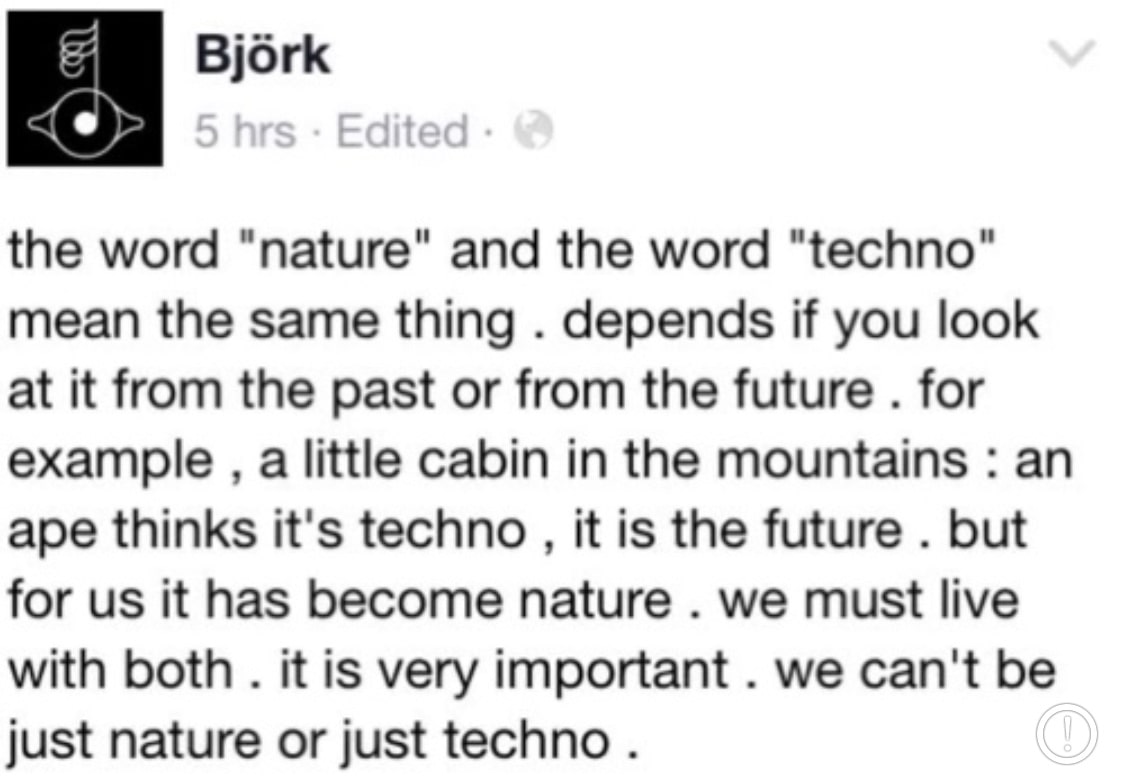 Björk
5 hrs · Edited ·
the word "nature" and the word "techno"
mean the same thing . depends if you look
at it from the past or from the future . for
example , a little cabin in the mountains : an
ape thinks it's techno , it is the future . but
for us it has become nature . we must live
with both . it is very important . we can't be
just nature or just techno .